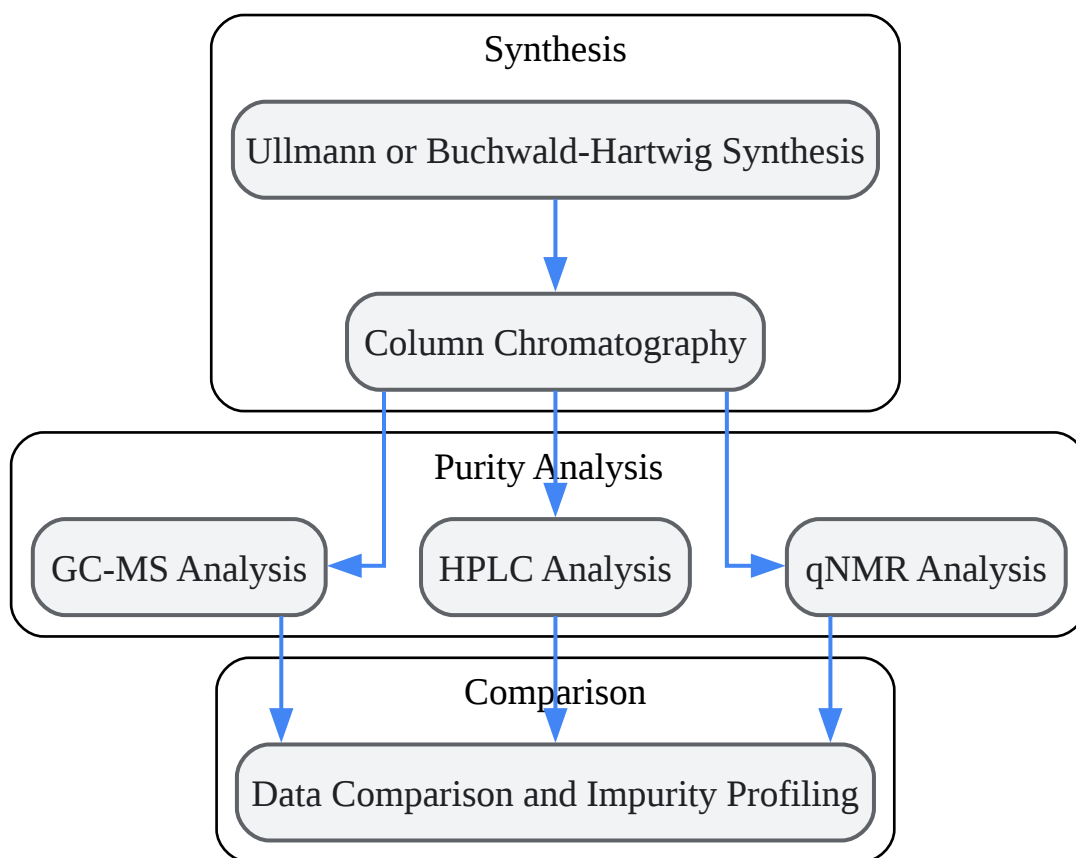 Synthesis
Ullmann or Buchwald-Hartwig Synthesis
Column Chromatography
Purity Analysis
GC-MS Analysis
HPLC Analysis
qNMR Analysis
Comparison
Data Comparison and Impurity Profiling